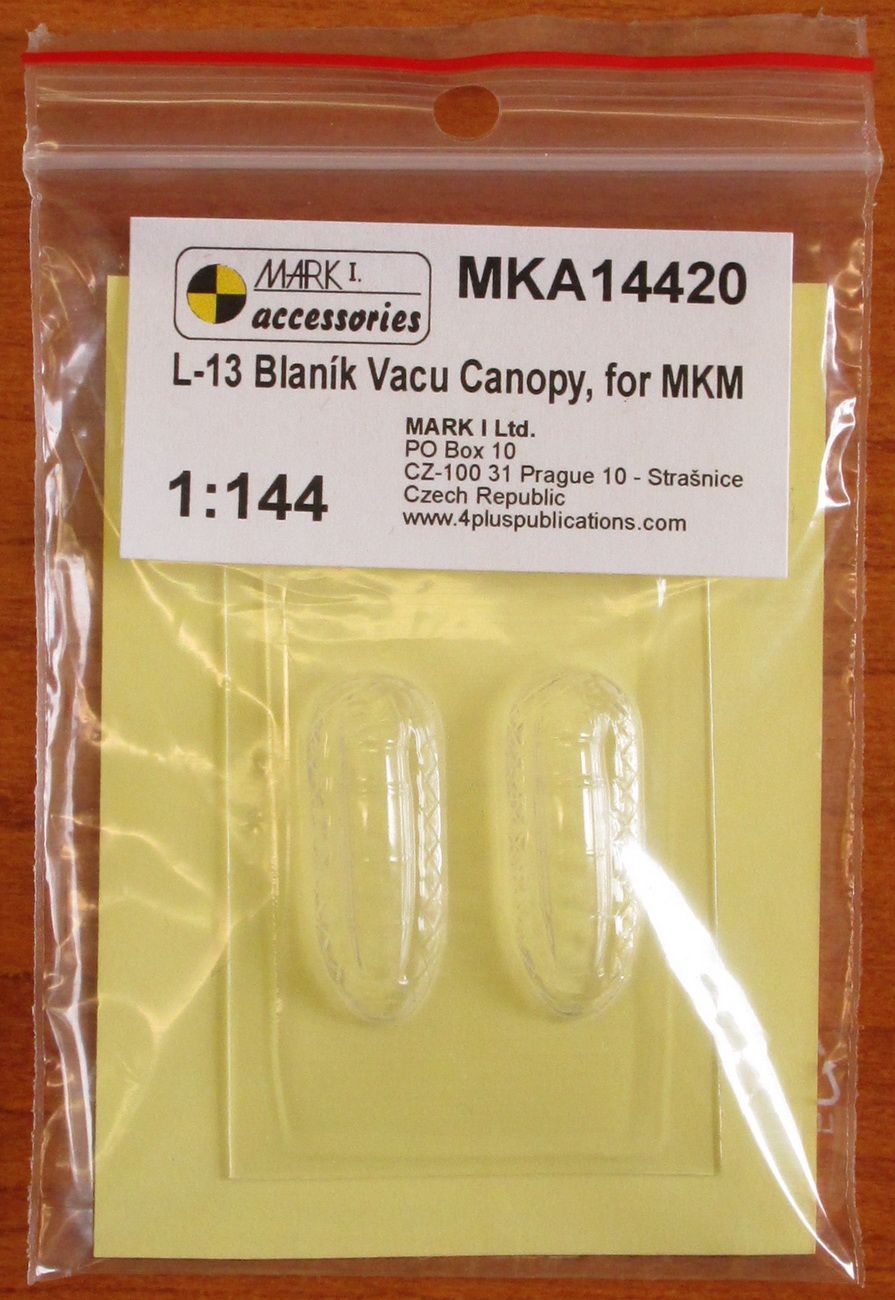 MARK I.
accessories
MKA14420
L-13 Blaník Vacu Canopy, for MKM
MARK I Ltd.
PO Box 10
CZ-100 31 Prague 10 - Strašnice
Czech Republic
www.4pluspublications.com
1:144